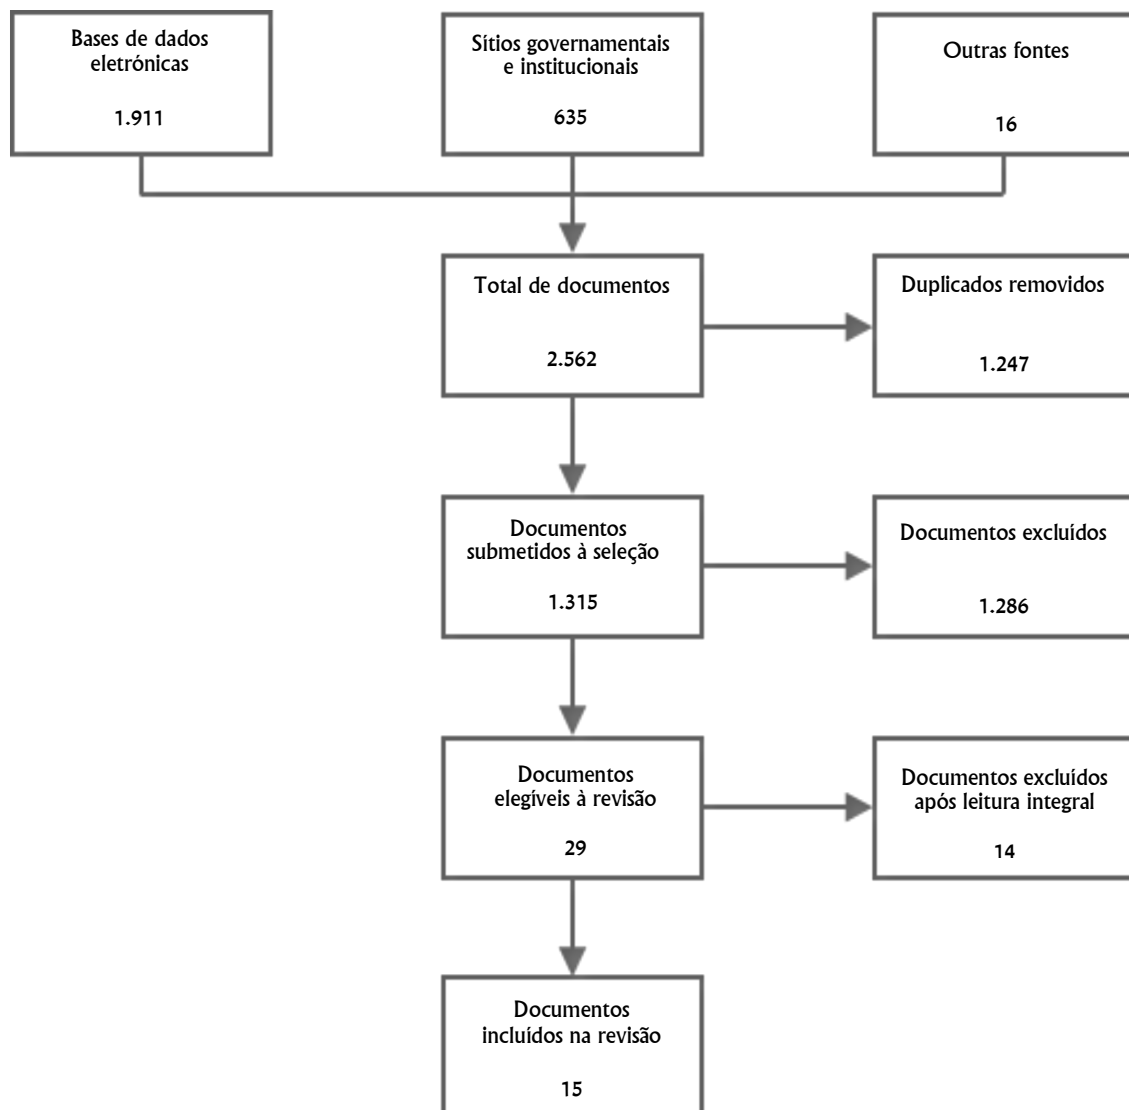 Bases de dados
eletrónicas
1.911
Sítios governamentais
e institucionais
635
Outras fontes
16
Total de documentos
2.562
Duplicados removidos
1.247
Documentos
submetidos à seleção
1.315
Documentos excluídos
1.286
Documentos
elegíveis à revisão
29
Documentos excluídos
após leitura integral
14
Documentos
incluídos na revisão
15